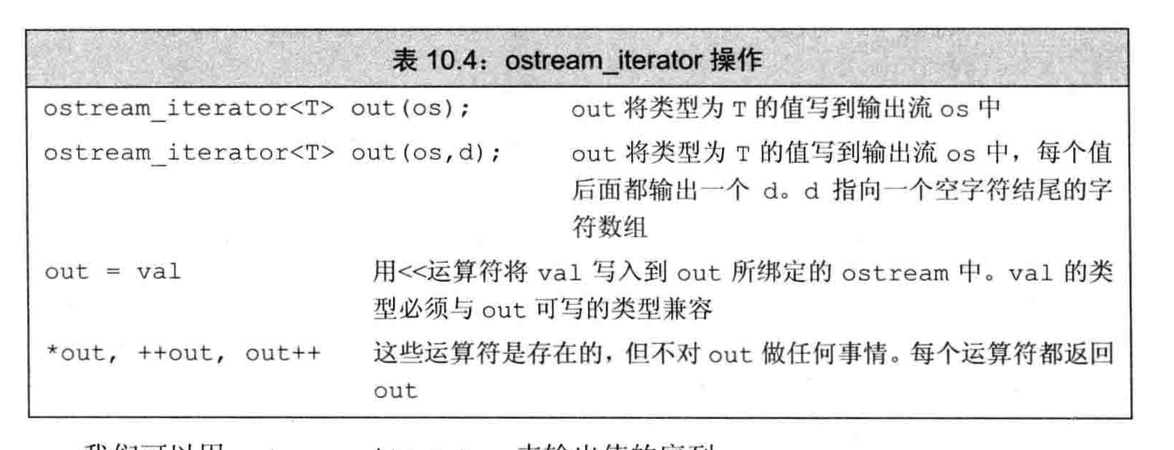 表 10.4：ostream_iterator 操作
ostream_iterator<T> out(os); out 将类型为 T 的值写到输出流 os 中
ostream_iterator<T> out(os,d); out 将类型为 T 的值写到输出流 os 中，每个值
后面都输出一个 d。d 指向一个空字符结尾的字
符数组
out = val 用<<运算符将 val 写入到 out 所绑定的 ostream 中。val 的类
型必须与 out 可写的类型兼容
*out, ++out, out++ 这些运算符是存在的，但不对 out 做任何事情。每个运算符都返回
out